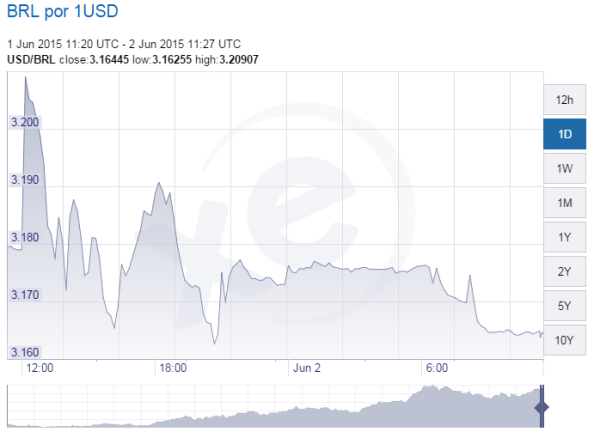 BRL por 1USD
1 Jun 2015 11:20 UTC - 2 Jun 2015 11:27 UTC
USD/BRL close:3.16445 low:3.16255 high:3.20907
3.200
3.190
3.180
3.170
3.160
12:00 18:00 Jun 2 6:00
12h
1D
1W
1M
1Y
2Y
5Y
10Y
xe